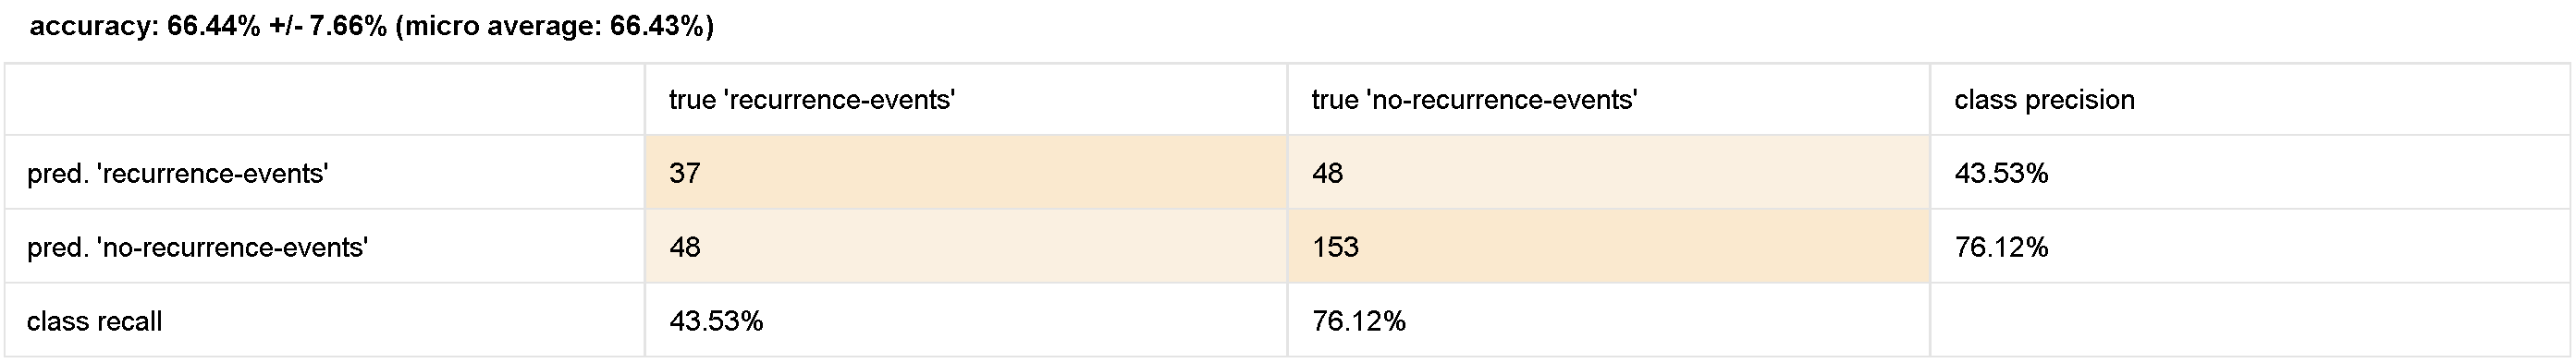 accuracy: 66.44% +/- 7.66% (micro average: 66.43%)
true 'recurrence-events' true 'no-recurrence-events' class precision
pred. 'recurrence-events' 37 48 43.53%
pred. 'no-recurrence-events' 48 153 76.12%
class recall 43.53% 76.12%